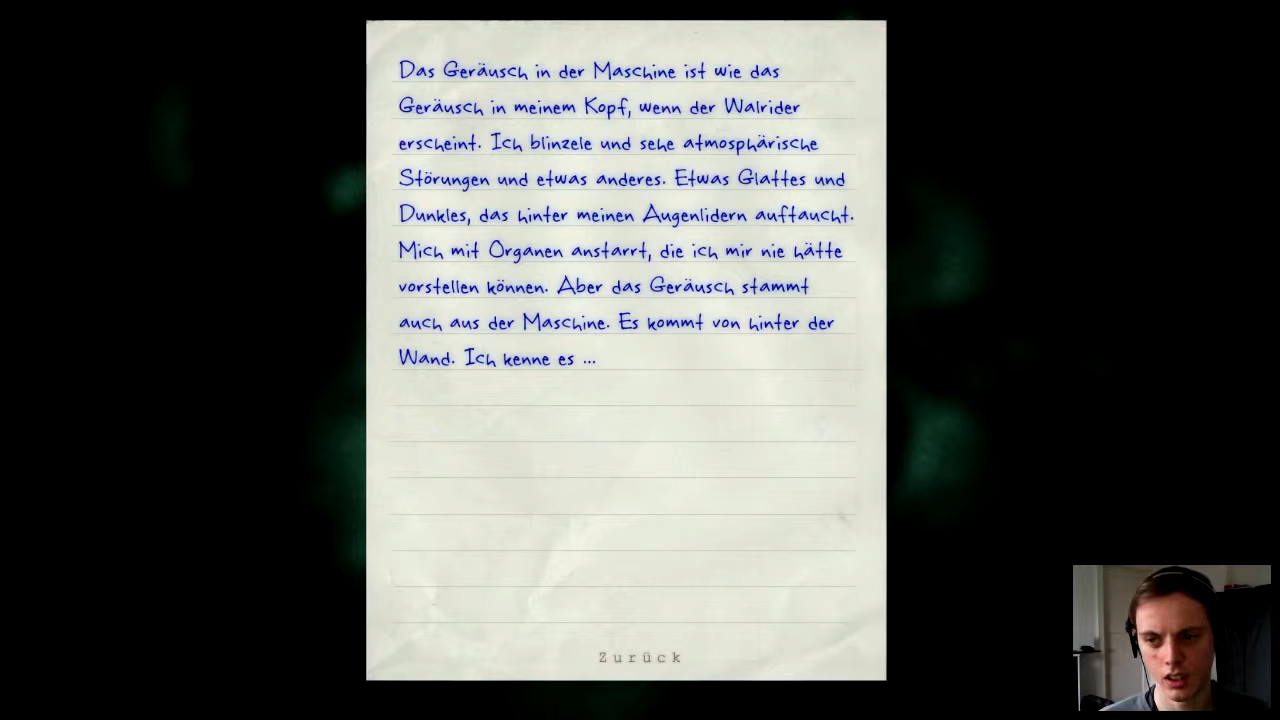 Das Geräusch in der Maschine ist wie das
Geräusch in meinem Kopf, wenn der Walrider
erscheint. Ich blinzele und sehe atmosphärische
Störungen und etwas anderes. Etwas Glattes und
Dunkles, das hinter meinen Augenlidern auftaucht.
Mich mit Organen anstarrt, die ich mir nie hätte
vorstellen können. Aber das Geräusch stammt
auch aus der Maschine. Es kommt von hinter der
Wand. Ich kenne es ...
Zurück